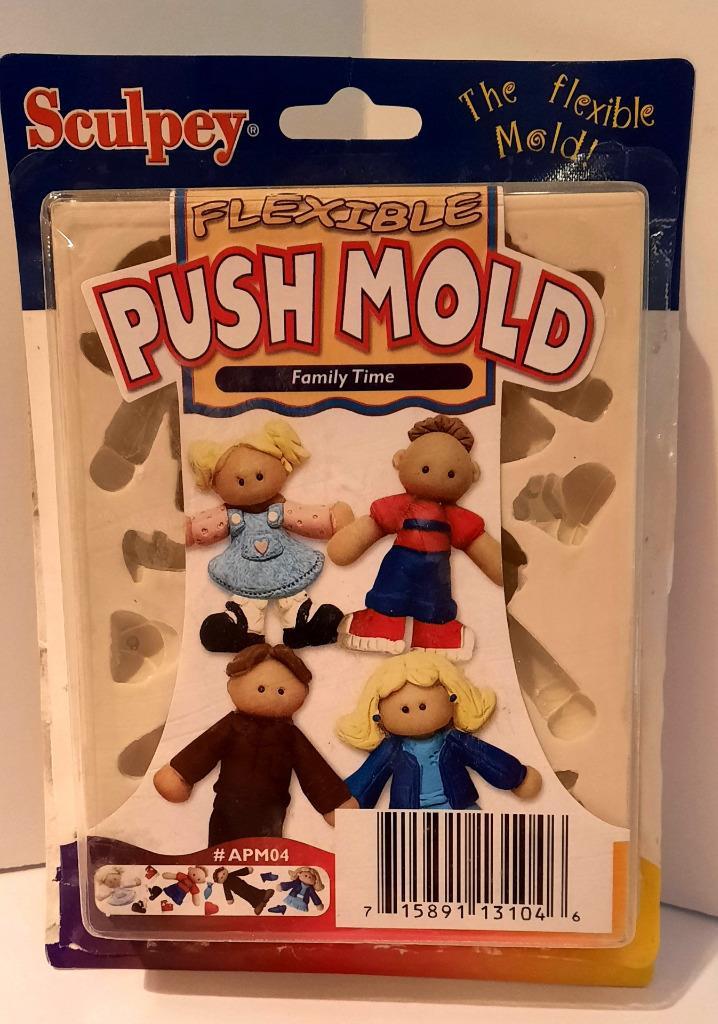 Sculpey®
The flexible
Mold!
FLEXIBLE
PUSH MOLD
Family Time
#APM04
7 15891 13104 6